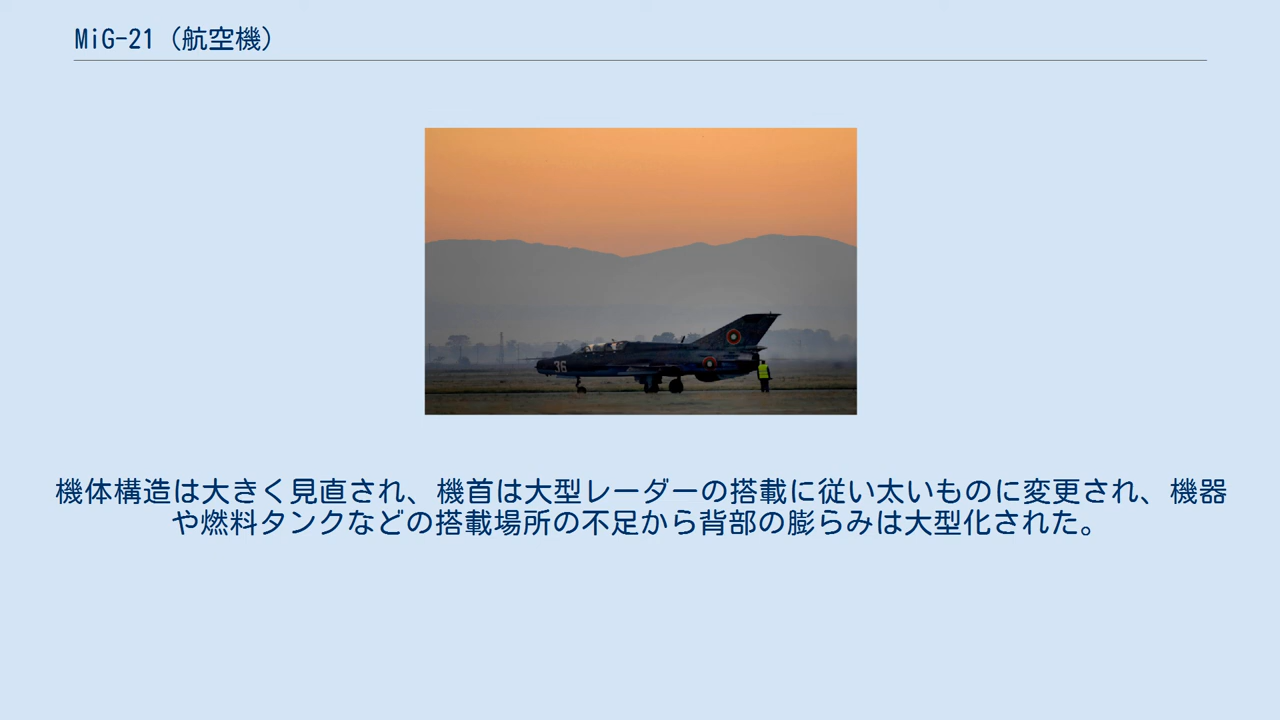 MiG-21（航空機）
36
機体構造は大きく見直され、機首は大型レーダーの搭載に従い太いものに変更され、機器
や燃料タンクなどの搭載場所の不足から背部の膨らみは大型化された。